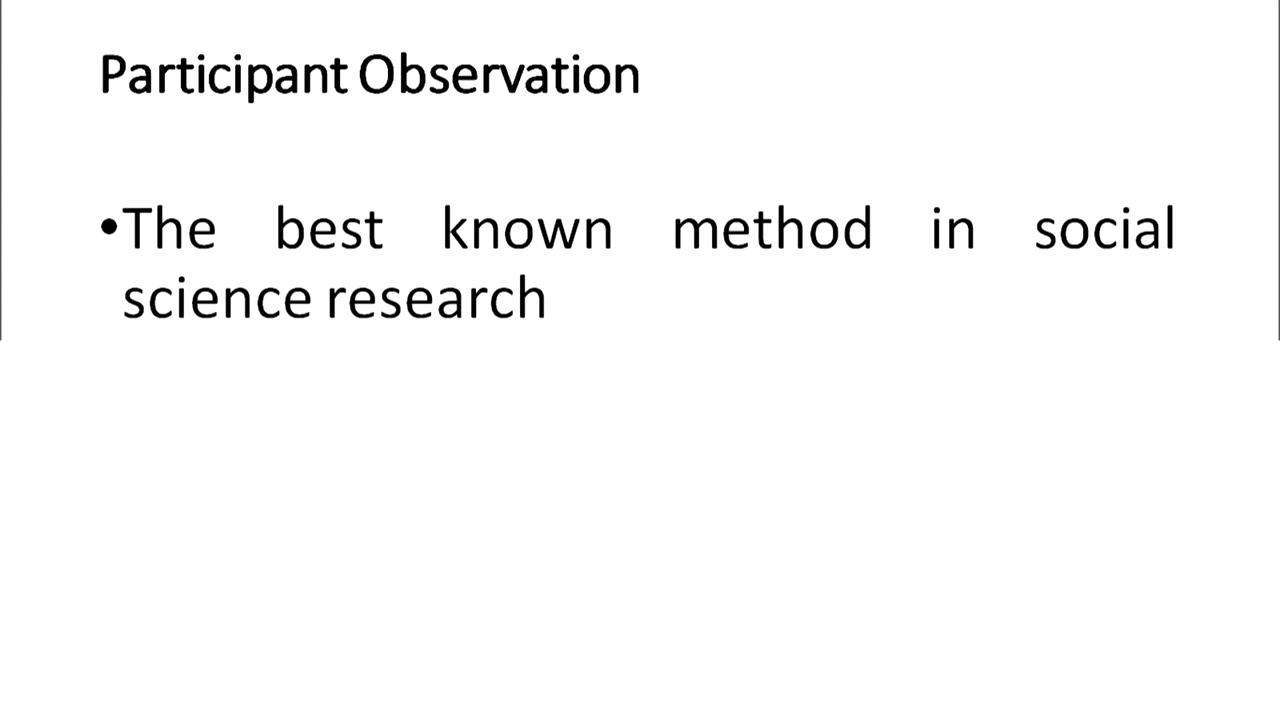 Participant Observation
•The best known method in social
science research